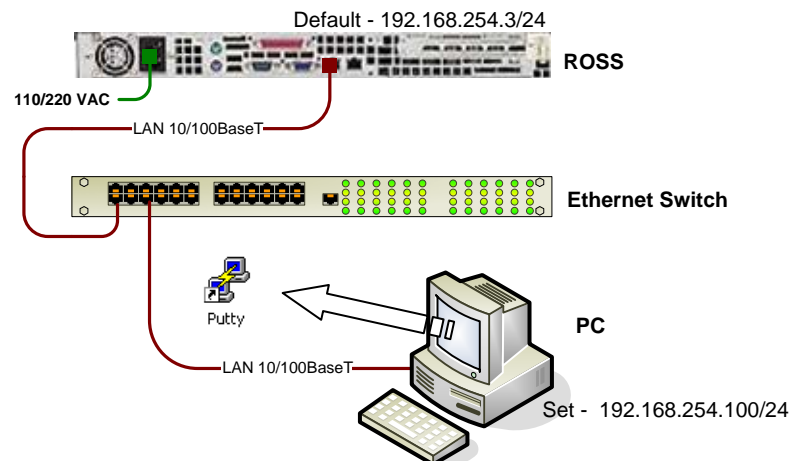 Default - 192.168.254.3/24
ROSS
110/220 VAC
LAN 10/100BaseT
Ethernet Switch
Putty
PC
LAN 10/100BaseT
Set - 192.168.254.100/24